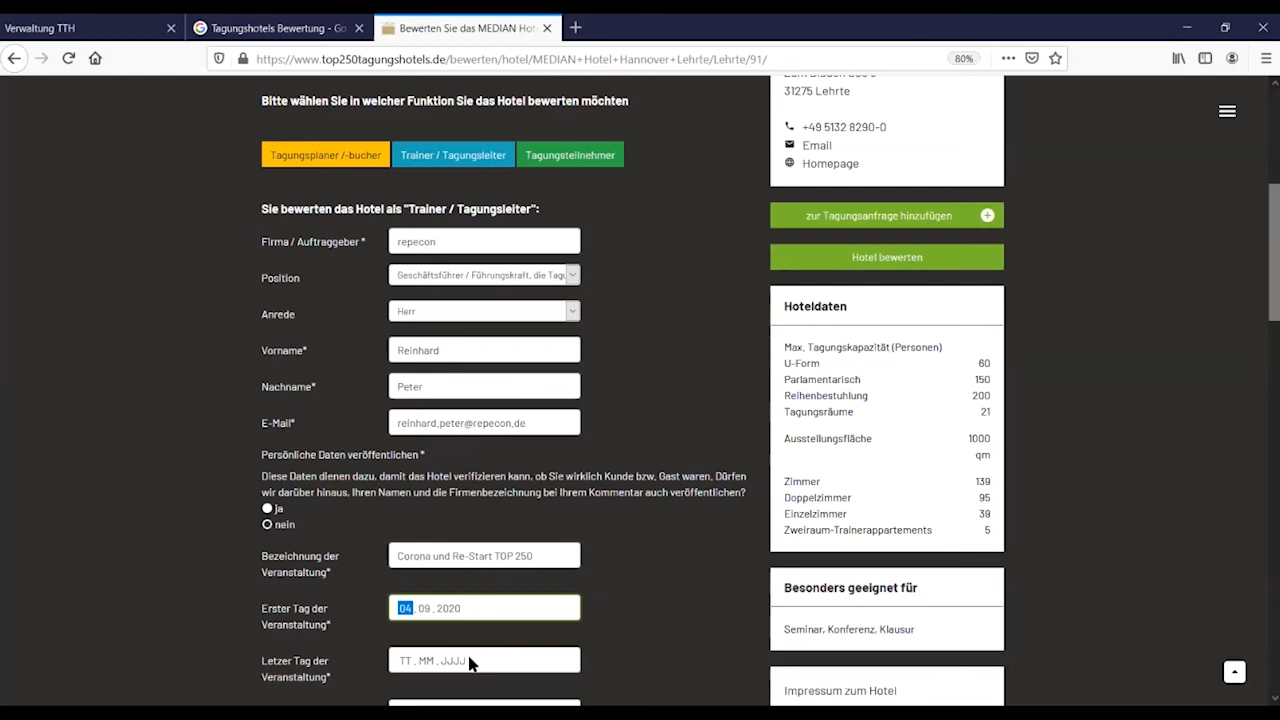 Verwaltung TTH
Tagungshotels Bewertung - Go
Bewerten Sie das MEDIAN Hot
https://www.top250tagungshotels.de/bewerten/hotel/MEDIAN+Hotel+Hannover+Lehrte/Lehrte/91/
80%
Bitte wählen Sie in welcher Funktion Sie das Hotel bewerten möchten
Tagungsplaner /-bucher
Trainer / Tagungsleiter
Tagungsteilnehmer
Sie bewerten das Hotel als "Trainer / Tagungsleiter":
Firma / Auftraggeber *
repecon
Position
Geschäftsführer / Führungskraft, die Tagu
Anrede
Herr
Vorname*
Reinhard
Nachname*
Peter
E-Mail*
reinhard.peter@repecon.de
Persönliche Daten veröffentlichen *
Diese Daten dienen dazu, damit das Hotel verifizieren kann, ob Sie wirklich Kunde bzw. Gast waren. Dürfen
wir darüber hinaus, Ihren Namen und die Firmenbezeichnung bei Ihrem Kommentar auch veröffentlichen?
ja
nein
Bezeichnung der
Veranstaltung*
Corona und Re-Start TOP 250
Erster Tag der
Veranstaltung*
04 . 09 . 2020
Letzer Tag der
Veranstaltung*
TT . MM . JJJJ
31275 Lehrte
+49 5132 8290-0
Email
Homepage
zur Tagungsanfrage hinzufügen
Hotel bewerten
Hoteldaten
Max. Tagungskapazität (Personen)
U-Form 60
Parlamentarisch 150
Reihenbestuhlung 200
Tagungsräume 21
Ausstellungsfläche 1000
qm
Zimmer 139
Doppelzimmer 95
Einzelzimmer 39
Zweiraum-Trainerappartements 5
Besonders geeignet für
Seminar, Konferenz, Klausur
Impressum zum Hotel